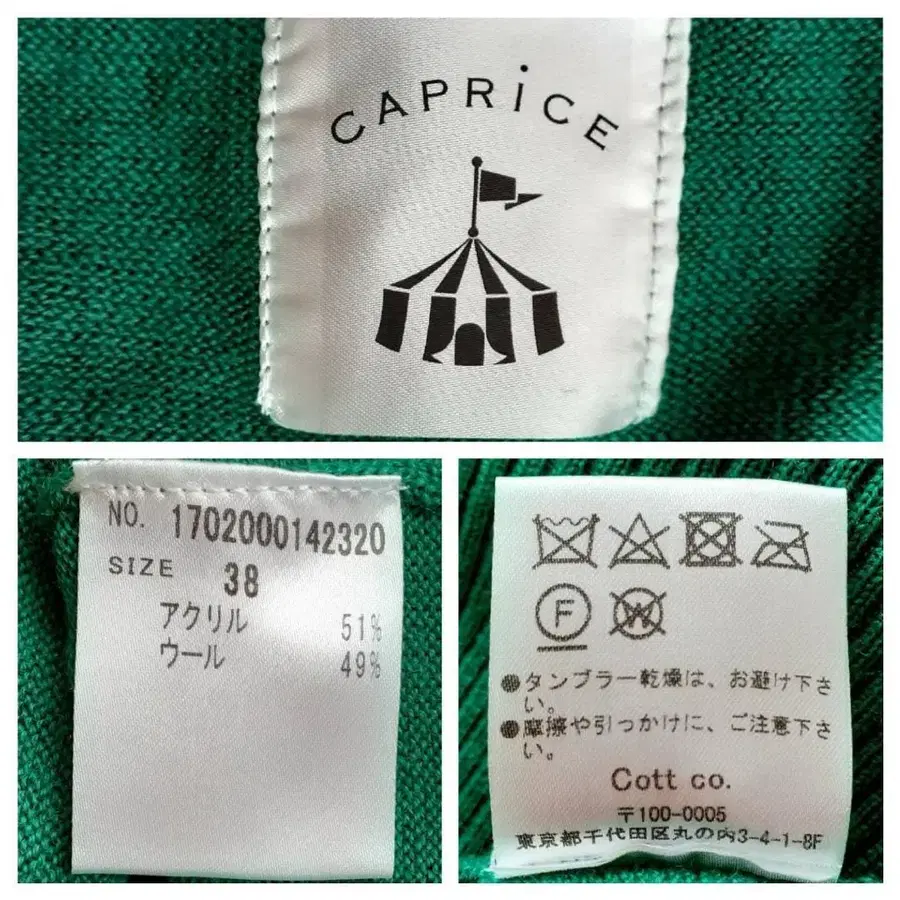 CAPRiCE
NO. 1702000142320
SIZE 38
アクリル 51%
ウール 49%
F
W
●タンブラー乾燥は、お避け下さ
い。
●摩擦や引っかけに、ご注意下さ
い。
Cott co.
〒100-0005
東京都千代田区丸の内3-4-1-8F